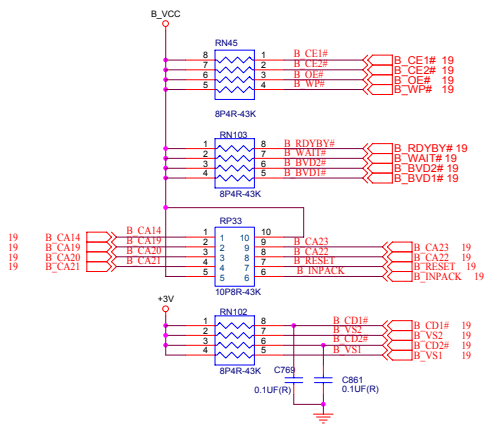 B_VCC
RN45
8 1 B_CE1# B_CE1# 19
7 2 B_CE2# B_CE2# 19
6 3 B_OE# B_OE# 19
5 4 B_WP# B_WP# 19
8P4R-43K
RN103
1 8 B_RDYBY# B_RDYBY# 19
2 7 B_WAIT# B_WAIT# 19
3 6 B_BVD2# B_BVD2# 19
4 5 B_BVD1# B_BVD1# 19
8P4R-43K
RP33
19 B_CA14 B_CA14 1 1 10 10
19 B_CA19 B_CA19 2 2 9 9 B_CA23 B_CA23 19
19 B_CA20 B_CA20 3 3 8 8 B_CA22 B_CA22 19
19 B_CA21 B_CA21 4 4 7 7 B_RESET B_RESET 19
5 5 6 6 B_INPACK B_INPACK 19
10P8R-43K
+3V
RN102
1 8 B_CD1# B_CD1# 19
2 7 B_VS2 B_VS2 19
3 6 B_CD2# B_CD2# 19
4 5 B_VS1 B_VS1 19
8P4R-43K
C769
0.1UF(R)
C861
0.1UF(R)